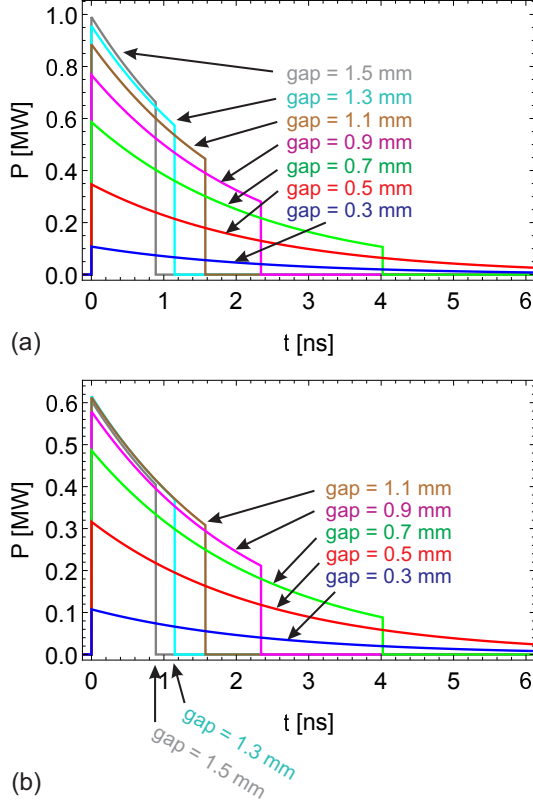 1.0
0.8
0.6
0.4
0.2
0.0
P [MW]
gap = 1.5 mm
gap = 1.3 mm
gap = 1.1 mm
gap = 0.9 mm
gap = 0.7 mm
gap = 0.5 mm
gap = 0.3 mm
0 1 2 3 4 5 6
t [ns]
(a)
0.6
0.5
0.4
0.3
0.2
0.1
0.0
P [MW]
gap = 1.1 mm
gap = 0.9 mm
gap = 0.7 mm
gap = 0.5 mm
gap = 0.3 mm
0 1 2 3 4 5 6
t [ns]
gap = 1.3 mm
gap = 1.5 mm
(b)